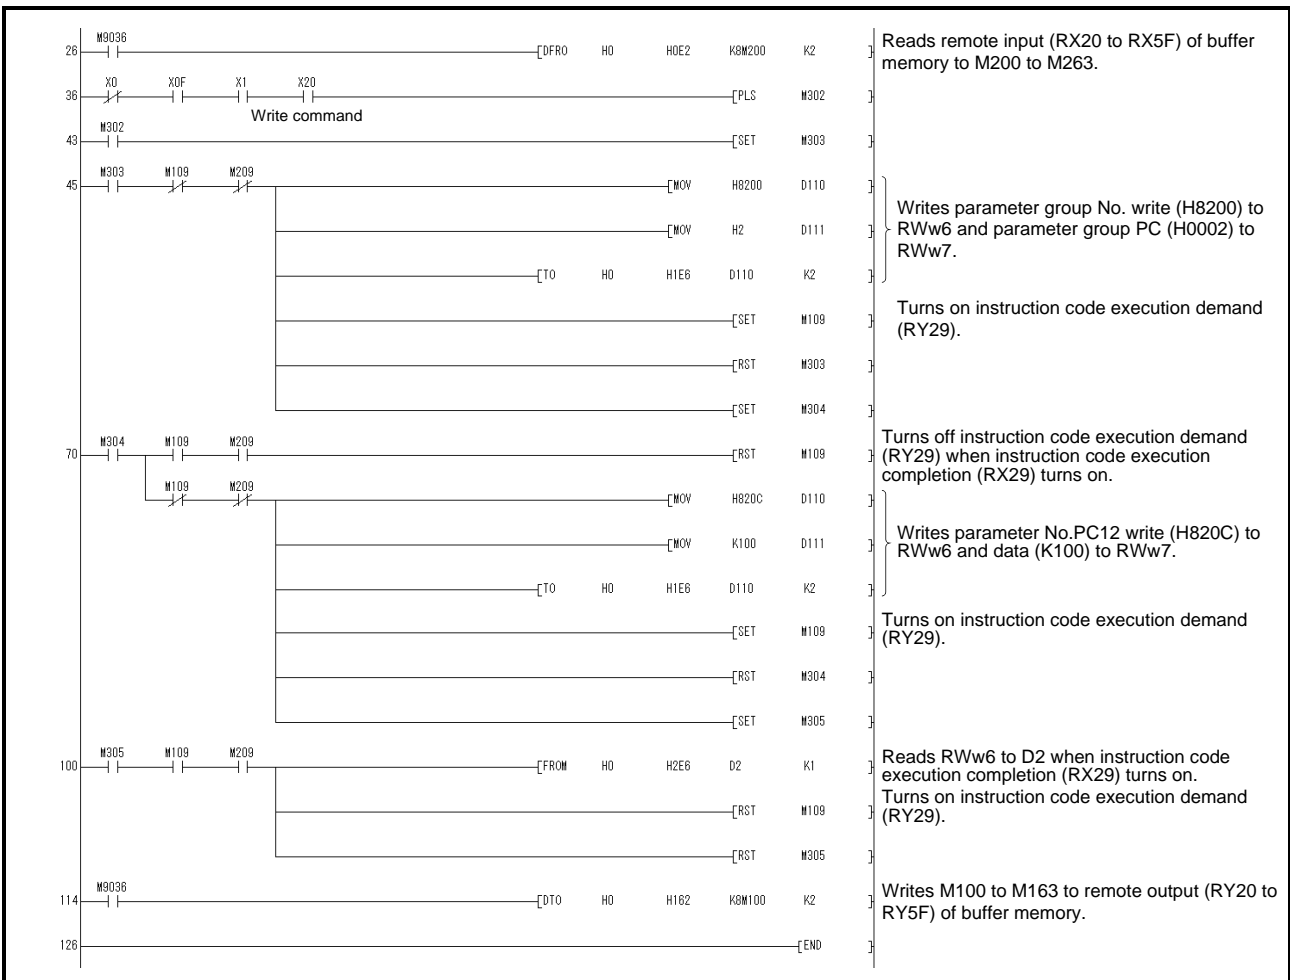 M9036
26 [DFRO H0 H0E2 K8M200 K2 ] Reads remote input (RX20 to RX5F) of buffer
memory to M200 to M263.
X0 X0F X1 X20
36 [PLS M302 ]
Write command
M302
43 [SET M303 ]
M303 M109 M209
45 [MOV H8200 D110 ]
Writes parameter group No. write (H8200) to
[MOV H2 D111 ] RWw6 and parameter group PC (H0002) to
RWw7.
[TO H0 H1E6 D110 K2 ]
Turns on instruction code execution demand
[SET M109 ] (RY29).
[RST M303 ]
[SET M304 ]
M304 M109 M209 Turns off instruction code execution demand
70 [RST M109 ] (RY29) when instruction code execution
completion (RX29) turns on.
M109 M209
[MOV H820C D110 ]
Writes parameter No.PC12 write (H820C) to
[MOV K100 D111 ] RWw6 and data (K100) to RWw7.
[TO H0 H1E6 D110 K2 ]
Turns on instruction code execution demand
[SET M109 ] (RY29).
[RST M304 ]
[SET M305 ]
M305 M109 M209
100 [FROM H0 H2E6 D2 K1 ] Reads RWw6 to D2 when instruction code
execution completion (RX29) turns on.
Turns on instruction code execution demand
[RST M109 ] (RY29).
[RST M305 ]
M9036
114 [DTO H0 H162 K8M100 K2 ] Writes M100 to M163 to remote output (RY20 to
RY5F) of buffer memory.
126 [END ]